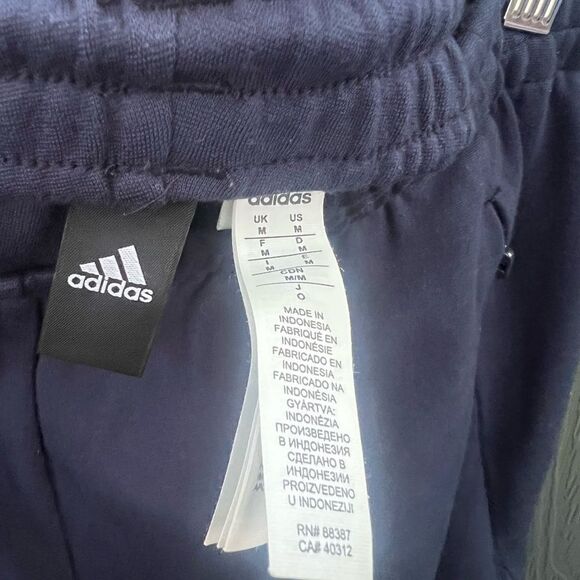 adidas
adidas
UK US
M M
F D
M M
I E
M M
CDN
M/M
J
O
MADE IN
INDONESIA
FABRIQUÉ EN
INDONÉSIE
FABRICADO EN
INDONESIA
FABRICADO NA
INDONÉSIA
GYÁRTVA:
INDONÉZIA
ПРОИЗВЕДЕНО
В ИНДОНЕЗИЯ
СДЕЛАНО В
ИНДОНЕЗИИ
PROIZVEDENO
U INDONEZIJI
RN# 88387
CA# 40312